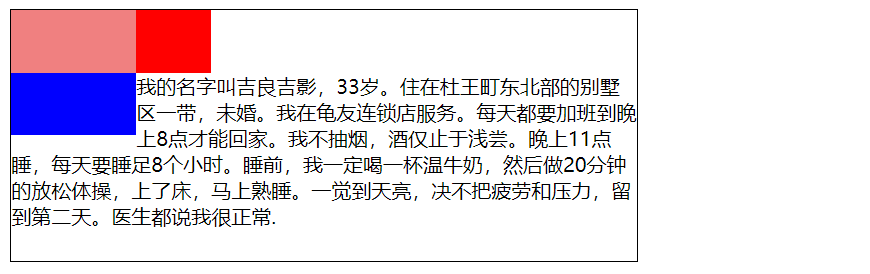 我的名字叫吉良吉影，33岁。住在杜王町东北部的别墅
区一带，未婚。我在龟友连锁店服务。每天都要加班到晚
上8点才能回家。我不抽烟，酒仅止于浅尝。晚上11点
睡，每天要睡足8个小时。睡前，我一定喝一杯温牛奶，然后做20分钟
的放松体操，上了床，马上熟睡。一觉到天亮，决不把疲劳和压力，留
到第二天。医生都说我很正常.